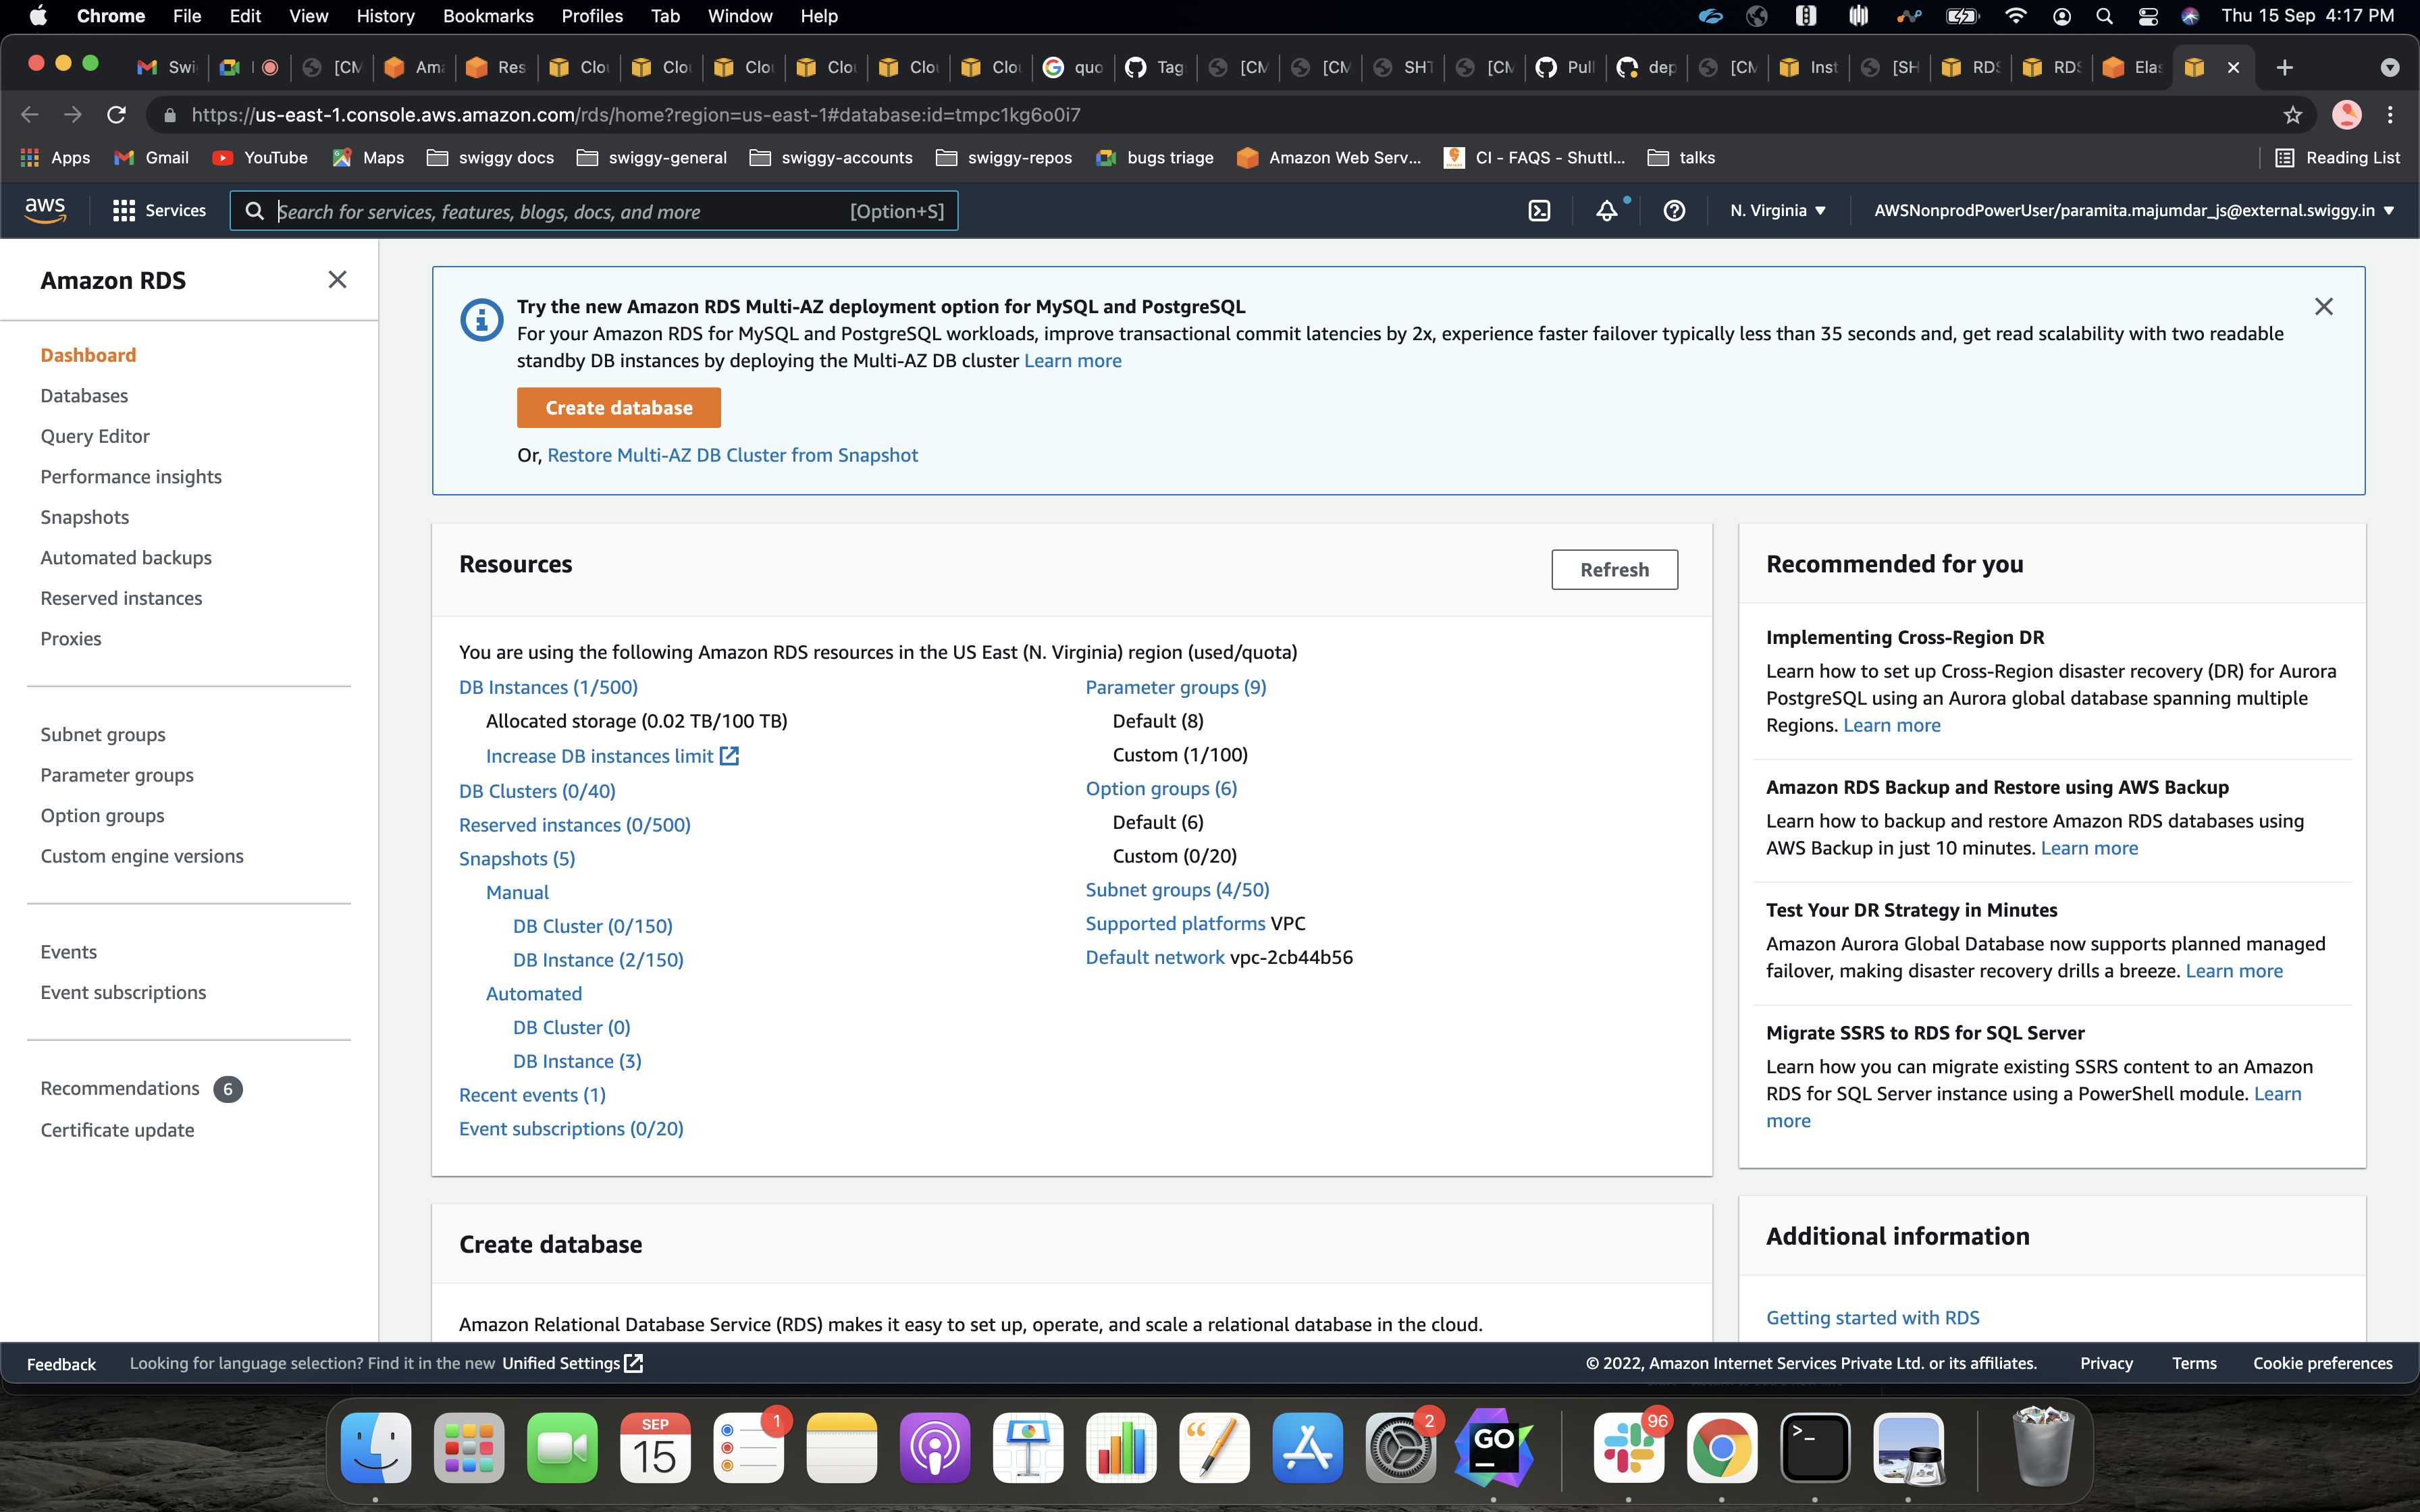 Chrome File Edit View History Bookmarks Profiles Tab Window Help
Thu 15 Sep 4:17 PM
Swi [CM Ama Res Clou Clou Clou Clou Clou Clou quo Tag [CM [CM SHT [CM Pull dep [CM Inst [SH RDS RDS Elas
https://us-east-1.console.aws.amazon.com/rds/home?region=us-east-1#database:id=tmpc1kg6o0i7
Apps Gmail YouTube Maps swiggy docs swiggy-general swiggy-accounts swiggy-repos bugs triage Amazon Web Serv... CI - FAQS - Shuttl... talks Reading List
aws Services Search for services, features, blogs, docs, and more [Option+S] N. Virginia AWSNonprodPowerUser/paramita.majumdar_js@external.swiggy.in
Amazon RDS
Dashboard
Databases
Query Editor
Performance insights
Snapshots
Automated backups
Reserved instances
Proxies
Subnet groups
Parameter groups
Option groups
Custom engine versions
Events
Event subscriptions
Recommendations 6
Certificate update
Try the new Amazon RDS Multi-AZ deployment option for MySQL and PostgreSQL
For your Amazon RDS for MySQL and PostgreSQL workloads, improve transactional commit latencies by 2x, experience faster failover typically less than 35 seconds and, get read scalability with two readable
standby DB instances by deploying the Multi-AZ DB cluster Learn more
Create database
Or, Restore Multi-AZ DB Cluster from Snapshot
Resources
Refresh
You are using the following Amazon RDS resources in the US East (N. Virginia) region (used/quota)
DB Instances (1/500)
Allocated storage (0.02 TB/100 TB)
Increase DB instances limit
DB Clusters (0/40)
Reserved instances (0/500)
Snapshots (5)
Manual
DB Cluster (0/150)
DB Instance (2/150)
Automated
DB Cluster (0)
DB Instance (3)
Recent events (1)
Event subscriptions (0/20)
Parameter groups (9)
Default (8)
Custom (1/100)
Option groups (6)
Default (6)
Custom (0/20)
Subnet groups (4/50)
Supported platforms VPC
Default network vpc-2cb44b56
Recommended for you
Implementing Cross-Region DR
Learn how to set up Cross-Region disaster recovery (DR) for Aurora
PostgreSQL using an Aurora global database spanning multiple
Regions. Learn more
Amazon RDS Backup and Restore using AWS Backup
Learn how to backup and restore Amazon RDS databases using
AWS Backup in just 10 minutes. Learn more
Test Your DR Strategy in Minutes
Amazon Aurora Global Database now supports planned managed
failover, making disaster recovery drills a breeze. Learn more
Migrate SSRS to RDS for SQL Server
Learn how you can migrate existing SSRS content to an Amazon
RDS for SQL Server instance using a PowerShell module. Learn
more
Create database
Amazon Relational Database Service (RDS) makes it easy to set up, operate, and scale a relational database in the cloud.
Additional information
Getting started with RDS
Feedback Looking for language selection? Find it in the new Unified Settings
© 2022, Amazon Internet Services Private Ltd. or its affiliates. Privacy Terms Cookie preferences
SEP
15
1
2
GO
96